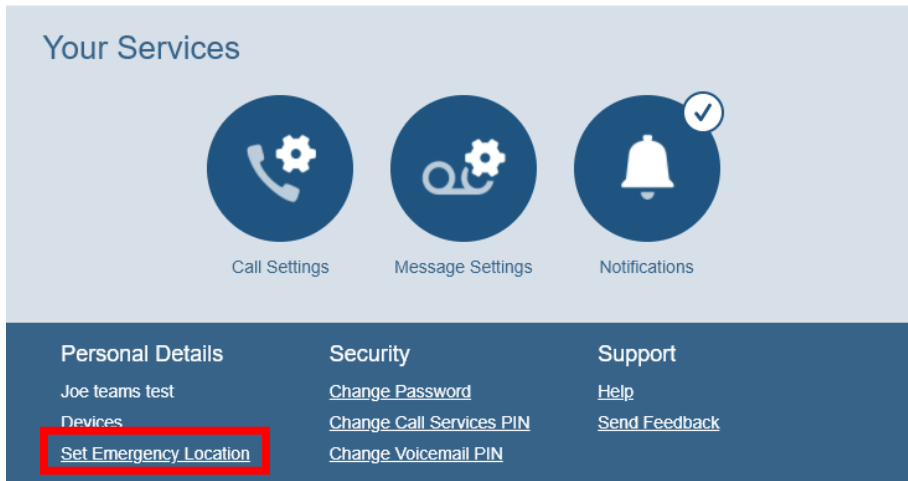 Your Services
Call Settings
Message Settings
Notifications
Personal Details
Joe teams test
Devices
Set Emergency Location
Security
Change Password
Change Call Services PIN
Change Voicemail PIN
Support
Help
Send Feedback